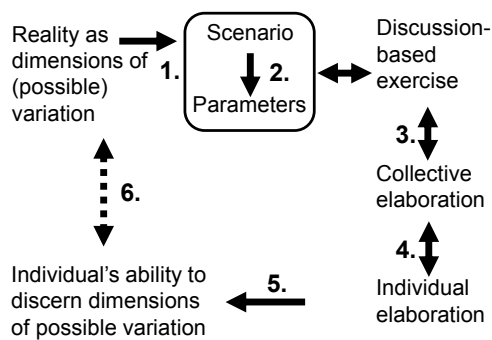 Reality as
dimensions of
(possible)
variation
1.
Scenario
2.
Parameters
Discussion-
based
exercise
3.
Collective
elaboration
4.
Individual
elaboration
5.
6.
Individual's ability to
discern dimensions
of possible variation